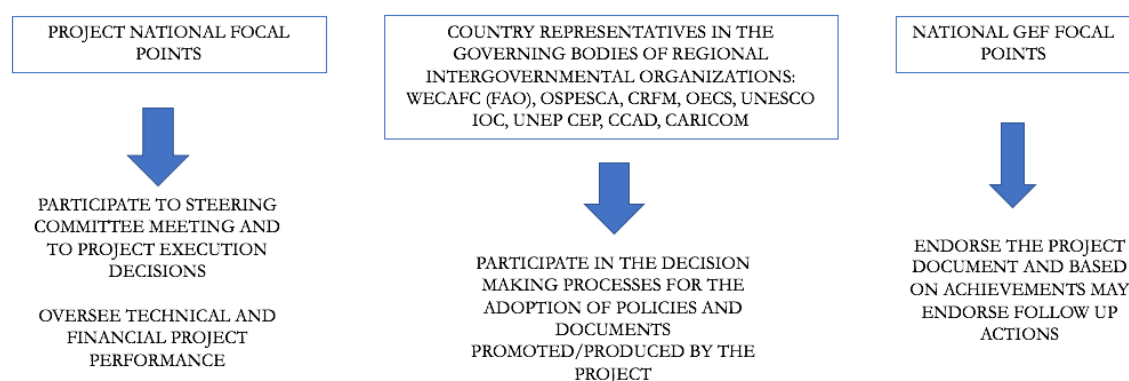 PROJECT NATIONAL FOCAL
POINTS
PARTICIPATE TO STEERING
COMMITTEE MEETING AND
TO PROJECT EXECUTION
DECISIONS
OVERSEE TECHNICAL AND
FINANCIAL PROJECT
PERFORMANCE
COUNTRY REPRESENTATIVES IN THE
GOVERNING BODIES OF REGIONAL
INTERGOVERNMENTAL ORGANIZATIONS:
WECAFC (FAO), OSPESCA, CRFM, OECS, UNESCO
IOC, UNEP CEP, CCAD, CARICOM
PARTICIPATE IN THE DECISION
MAKING PROCESSES FOR THE
ADOPTION OF POLICIES AND
DOCUMENTS
PROMOTED/PRODUCED BY THE
PROJECT
NATIONAL GEF FOCAL
POINTS
ENDORSE THE PROJECT
DOCUMENT AND BASED
ON ACHIEVEMENTS MAY
ENDORSE FOLLOW UP
ACTIONS